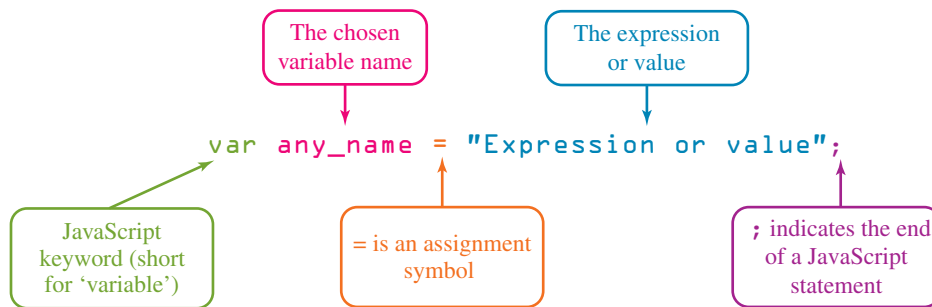 The chosen
variable name
The expression
or value
var any_name = "Expression or value";
JavaScript
keyword (short
for ‘variable’)
= is an assignment
symbol
; indicates the end
of a JavaScript
statement